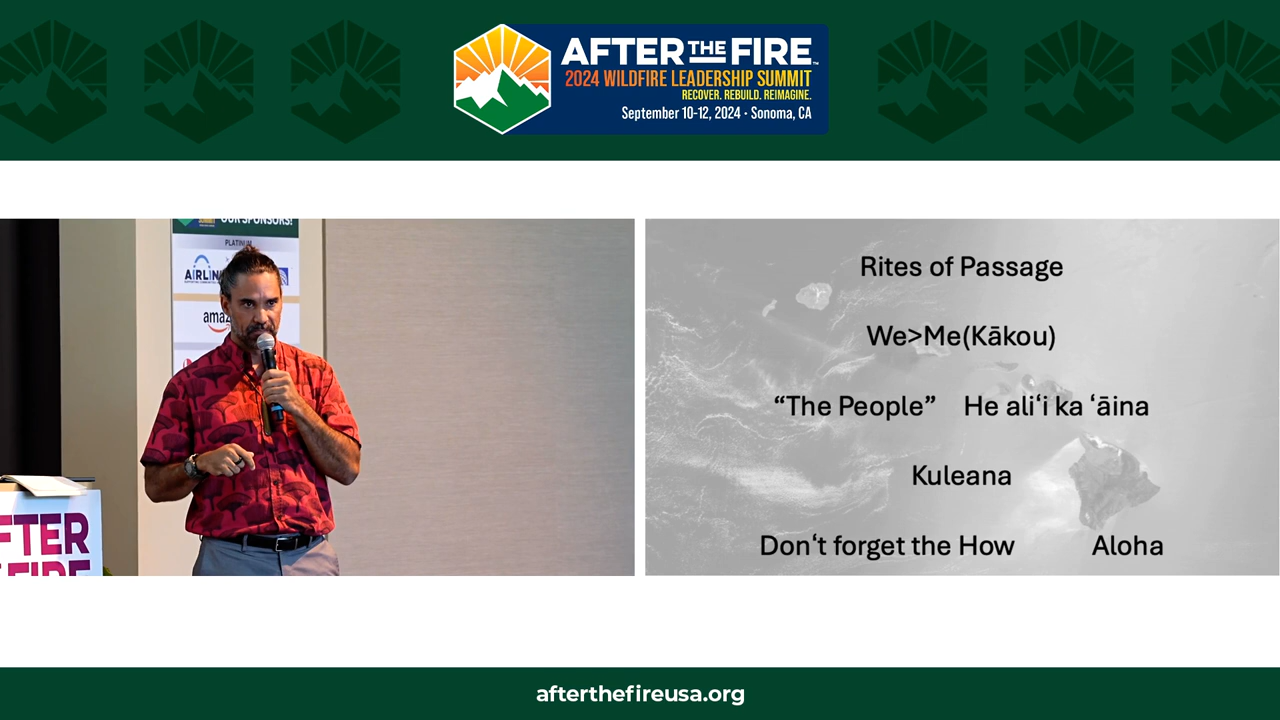 AFTER THE FIRE™
2024 WILDFIRE LEADERSHIP SUMMIT
RECOVER. REBUILD. REIMAGINE.
September 10-12, 2024 · Sonoma, CA
OUR SPONSORS!
PLATINUM
Rites of Passage
We>Me(Kākou)
“The People” He aliʻi ka ʻāina
Kuleana
Donʻt forget the How Aloha
afterthefireusa.org